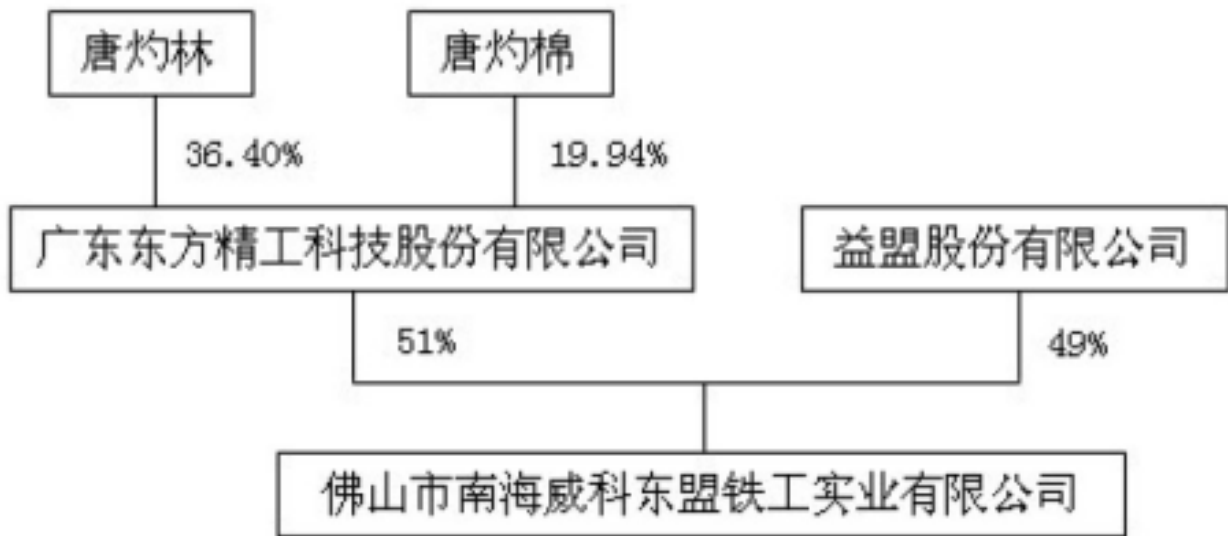 唐灼林
唐灼棉
36.40%
19.94%
广东东方精工科技股份有限公司
益盟股份有限公司
51%
49%
佛山市南海威科东盟铁工实业有限公司